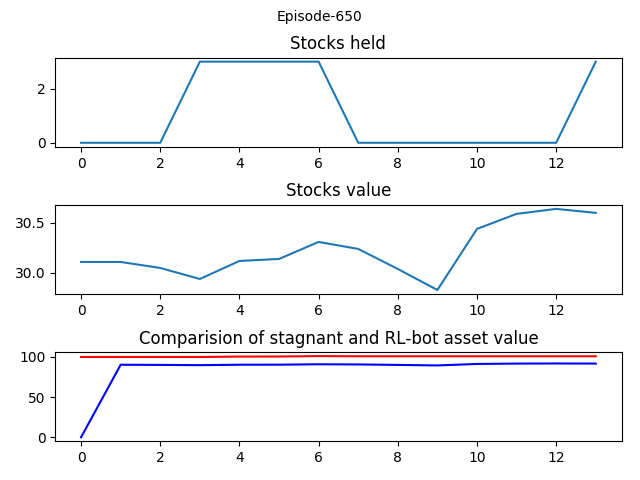 Episode-650
Stocks held
2
0
0 2 4 6 8 10 12
Stocks value
30.5
30.0
0 2 4 6 8 10 12
Comparision of stagnant and RL-bot asset value
100
50
0
0 2 4 6 8 10 12